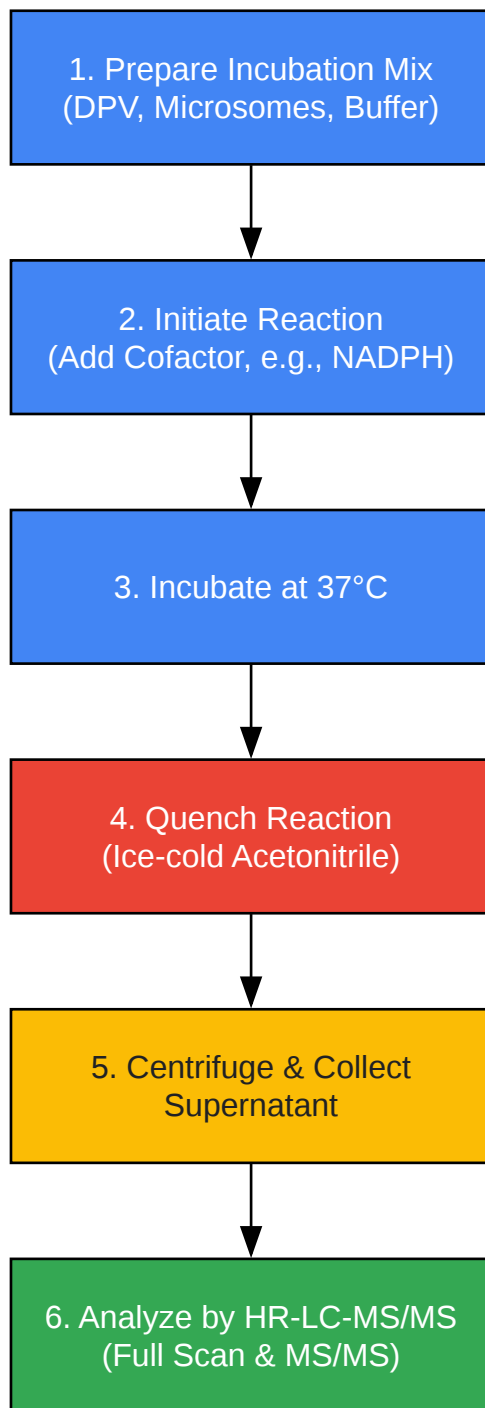 1. Prepare Incubation Mix
(DPV, Microsomes, Buffer)
2. Initiate Reaction
(Add Cofactor, e.g., NADPH)
3. Incubate at 37°C
4. Quench Reaction
(Ice-cold Acetonitrile)
5. Centrifuge & Collect
Supernatant
6. Analyze by HR-LC-MS/MS
(Full Scan & MS/MS)